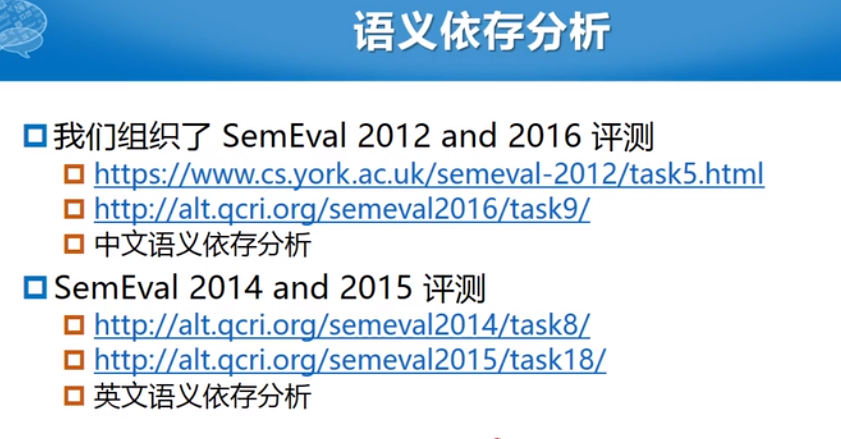 语义依存分析
我们组织了 SemEval 2012 and 2016 评测
https://www.cs.york.ac.uk/semeval-2012/task5.html
http://alt.qcri.org/semeval2016/task9/
中文语义依存分析
SemEval 2014 and 2015 评测
http://alt.qcri.org/semeval2014/task8/
http://alt.qcri.org/semeval2015/task18/
英文语义依存分析